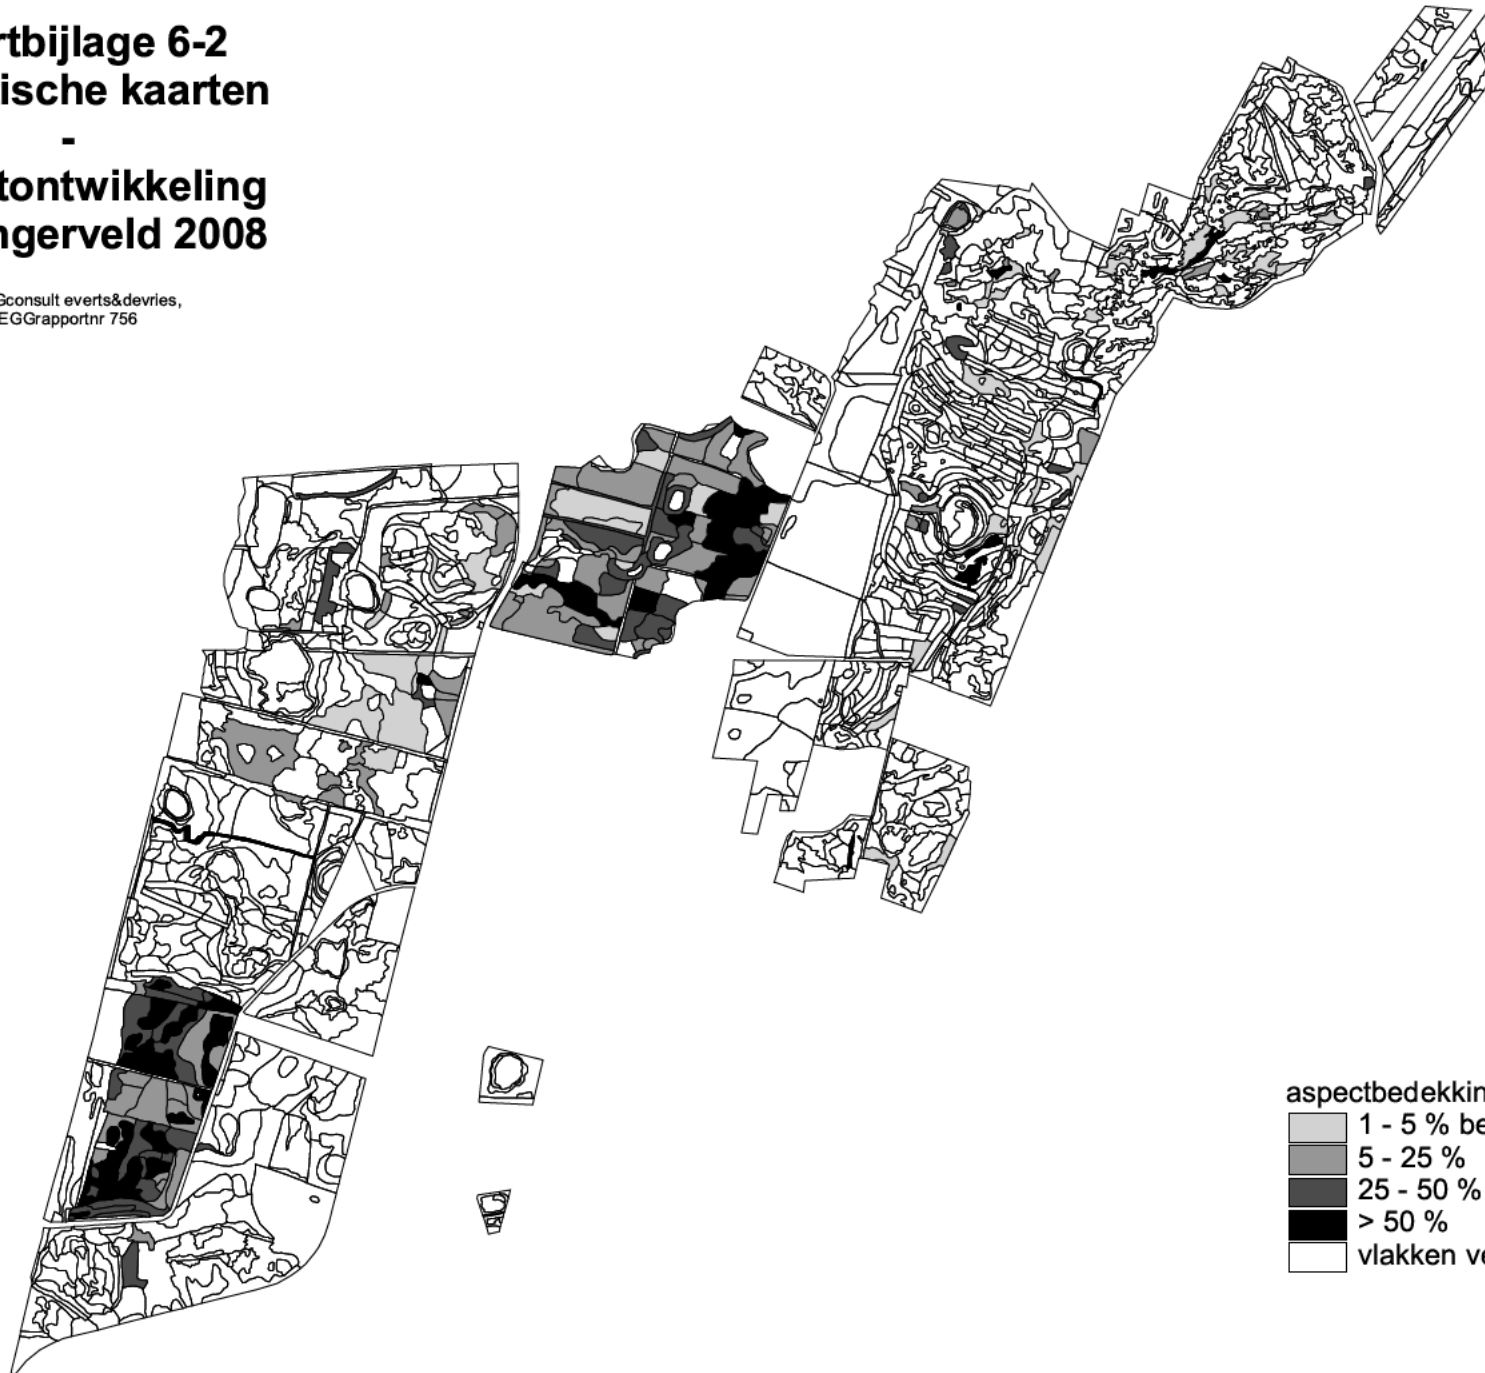 rtbijlage 6-2
ische kaarten
-
tontwikkeling
ngerveld 2008
Gconsult everts&devries,
EGGrapportnr 756
aspectbedekkin
1 - 5 % be
5 - 25 %
25 - 50 %
> 50 %
vlakken ve